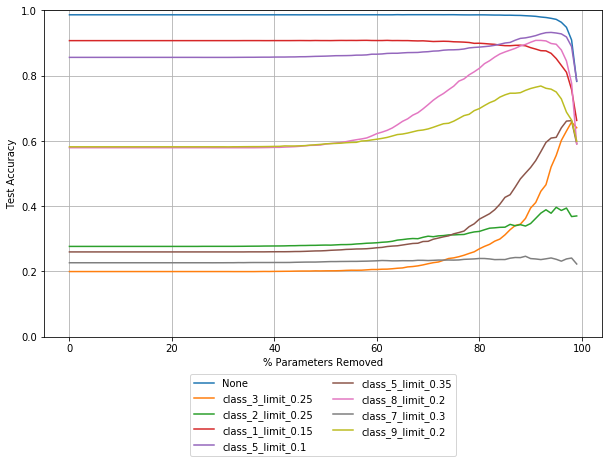 1.0
0.8
0.6
0.4
0.2
0.0
Test Accuracy
0 20 40 60 80 100
% Parameters Removed
None
class_3_limit_0.25
class_2_limit_0.25
class_1_limit_0.15
class_5_limit_0.1
class_5_limit_0.35
class_8_limit_0.2
class_7_limit_0.3
class_9_limit_0.2